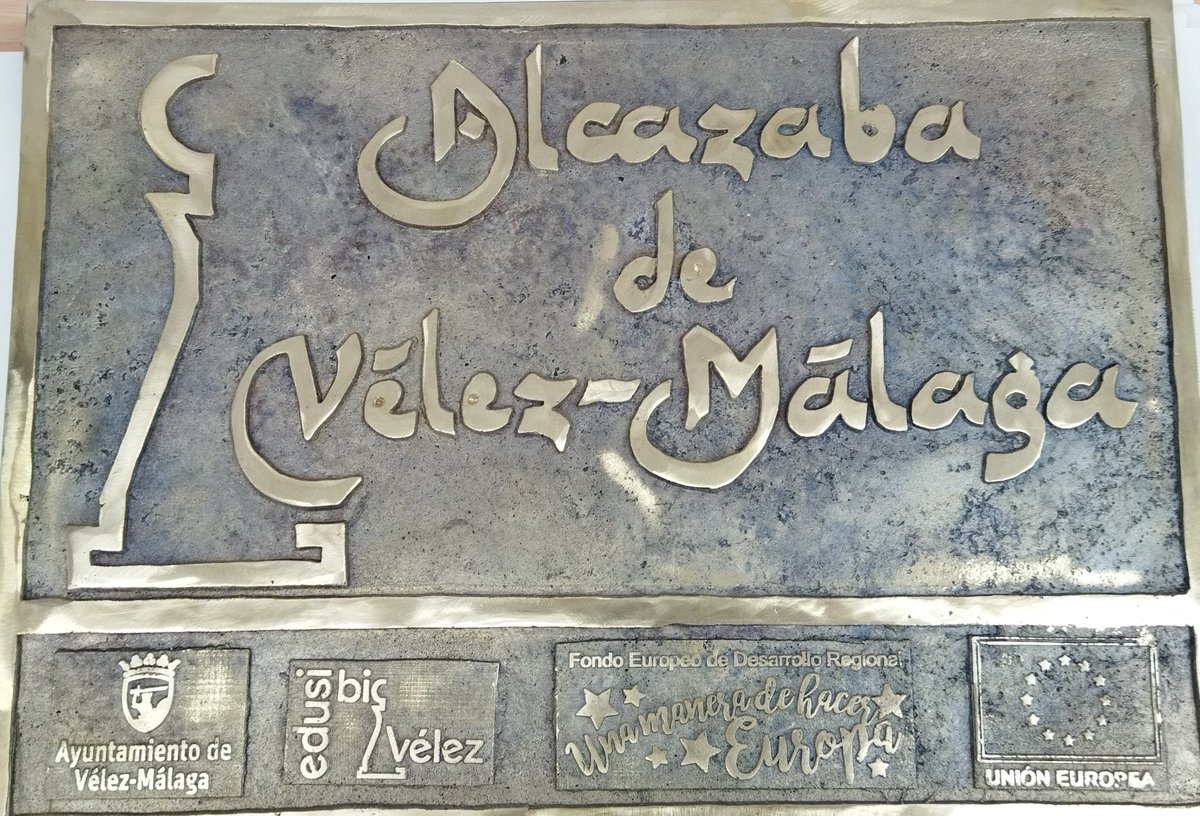 Alcazaba
de
Vélez-Málaga
Ayuntamiento de
Vélez-Málaga
edusi
bic
vélez
Fondo Europeo de Desarrollo Regional
Una manera de hacer
Europa
UNIÓN EUROPEA